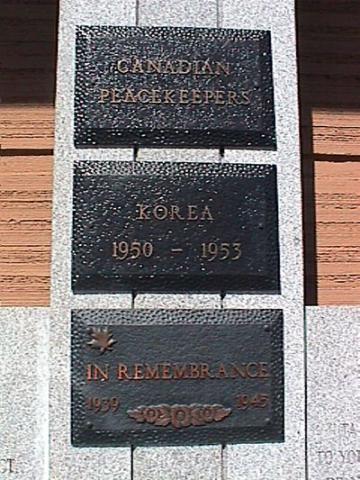 CANADIAN
PEACEKEEPERS
KOREA
1950 - 1953
IN REMEMBRANCE
1939 1945